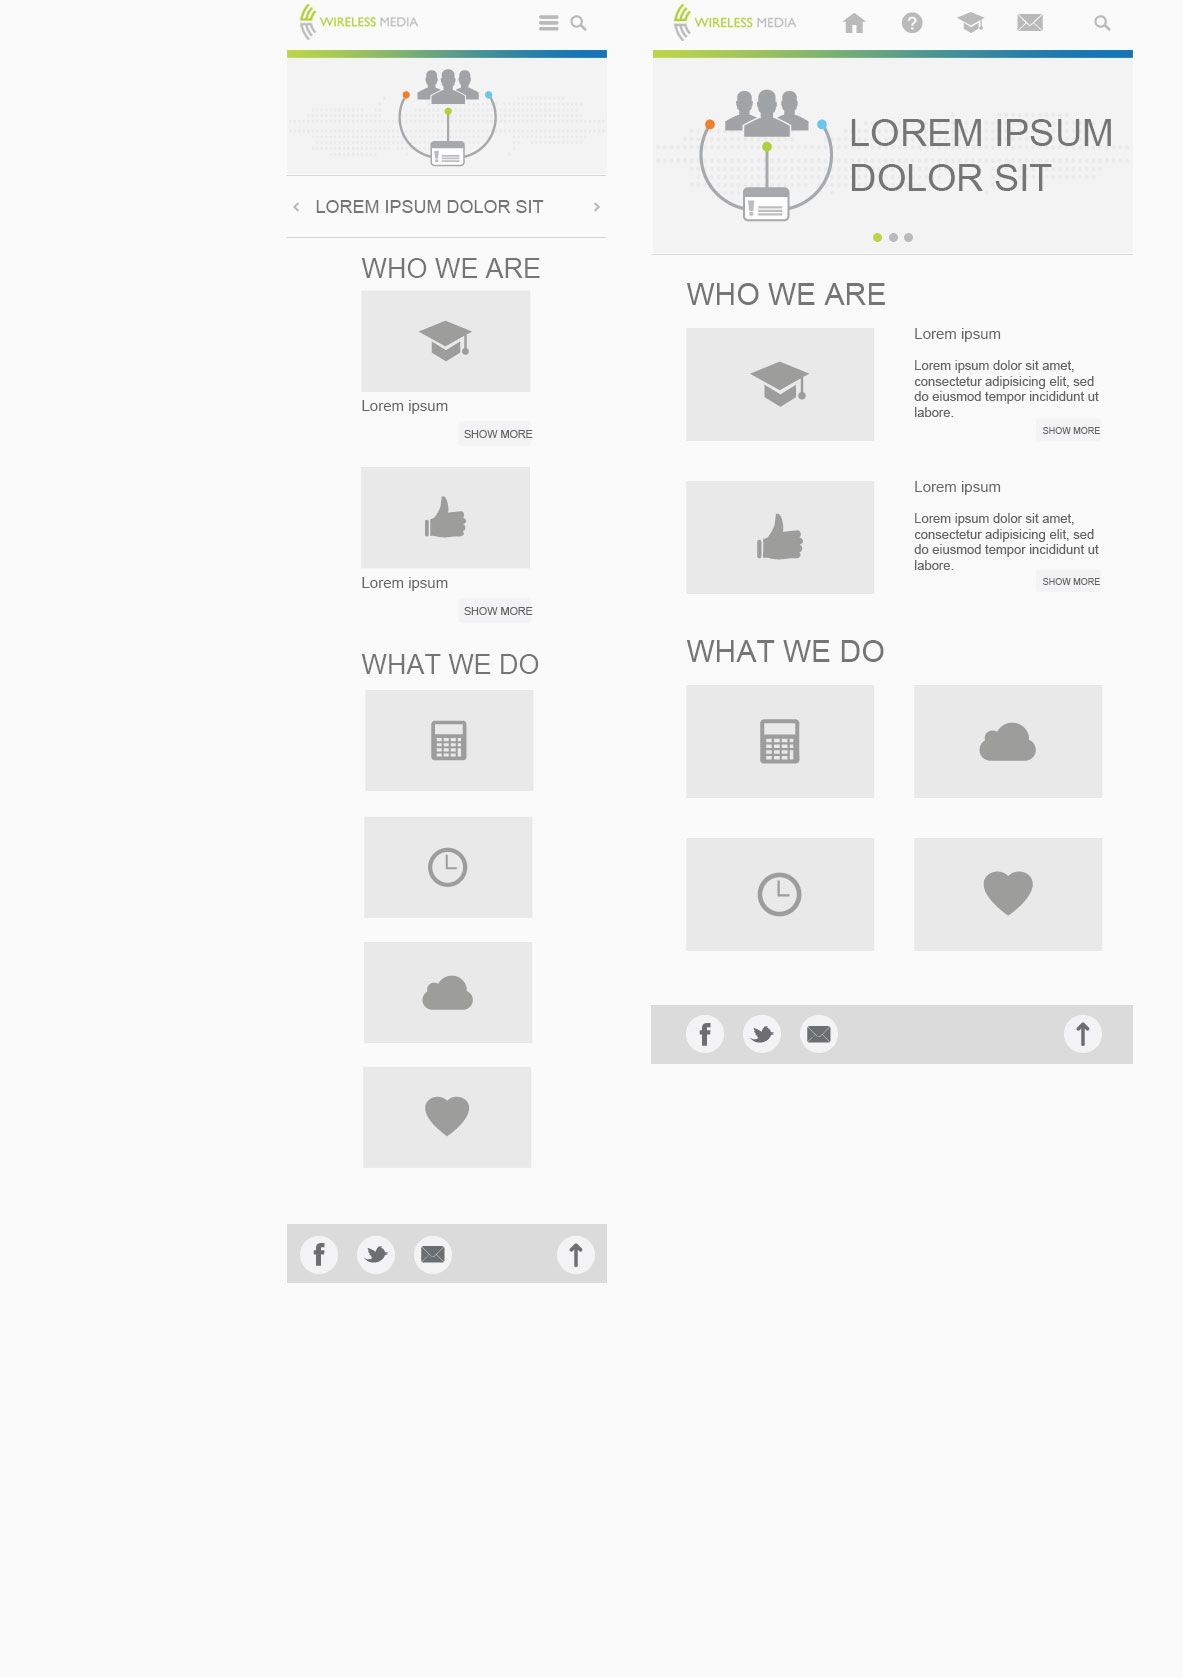 WIRELESS MEDIA
LOREM IPSUM DOLOR SIT
WHO WE ARE
Lorem ipsum
SHOW MORE
Lorem ipsum
SHOW MORE
WHAT WE DO
WIRELESS MEDIA
LOREM IPSUM
DOLOR SIT
WHO WE ARE
Lorem ipsum
Lorem ipsum dolor sit amet,
consectetur adipisicing elit, sed
do eiusmod tempor incididunt ut
labore.
SHOW MORE
Lorem ipsum
Lorem ipsum dolor sit amet,
consectetur adipisicing elit, sed
do eiusmod tempor incididunt ut
labore.
SHOW MORE
WHAT WE DO